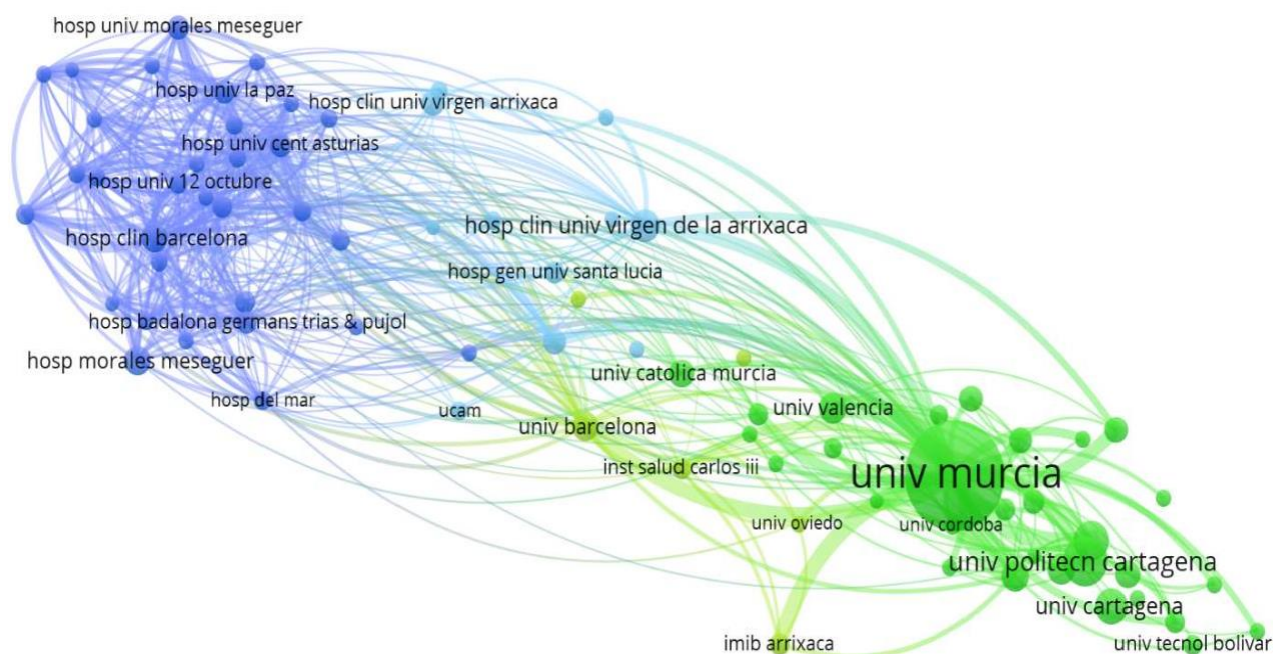 hosp univ morales meseguer
hosp univ la paz
hosp clin univ virgen arrixaca
hosp univ cent asturias
hosp univ 12 octubre
hosp clin univ virgen de la arrixaca
hosp clin barcelona
hosp gen univ santa lucia
hosp badalona germans trias & pujol
hosp morales meseguer
univ catolica murcia
hosp del mar
ucam
univ valencia
univ barcelona
inst salud carlos iii
univ murcia
univ oviedo
univ cordoba
univ politecn cartagena
univ cartagena
imib arrixaca
univ tecnol bolivar